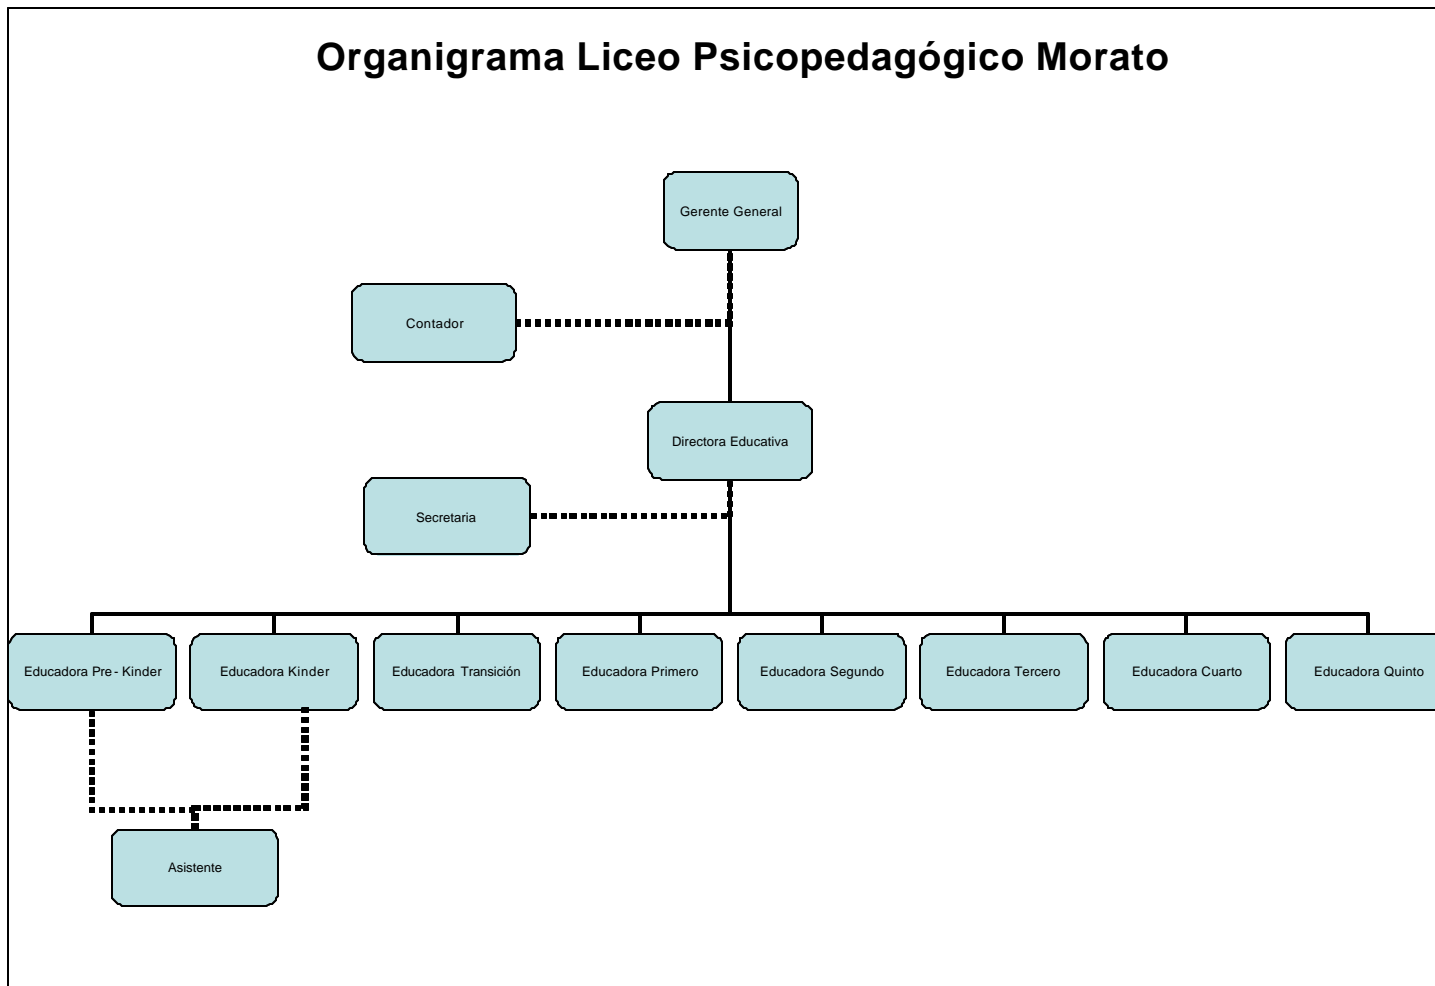 Organigrama Liceo Psicopedagógico Morato
Gerente General
Contador
Directora Educativa
Secretaria
Educadora Pre-Kinder
Educadora Kinder
Educadora Transición
Educadora Primero
Educadora Segundo
Educadora Tercero
Educadora Cuarto
Educadora Quinto
Asistente